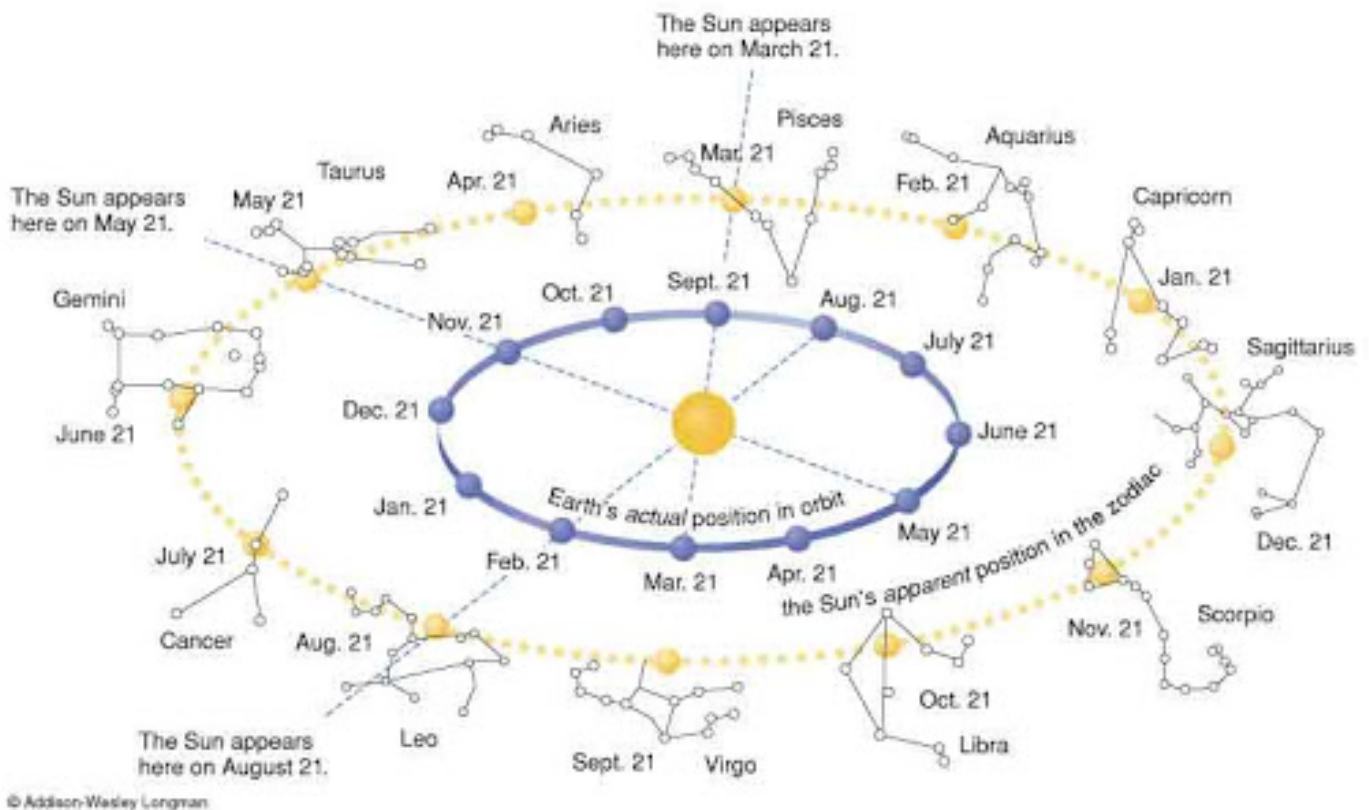 The Sun appears
here on March 21.
Aries
Pisces
Mar. 21
Aquarius
Taurus
Apr. 21
Feb. 21
The Sun appears
here on May 21.
May 21
Capricorn
Jan. 21
Gemini
Oct. 21
Sept. 21
Aug. 21
Nov. 21
July 21
Sagittarius
Dec. 21
June 21
June 21
Earth's actual position in orbit
Jan. 21
May 21
the Sun's apparent position in the zodiac
Dec. 21
July 21
Feb. 21
Mar. 21
Apr. 21
Cancer
Aug. 21
Nov. 21
Scorpio
Oct. 21
Leo
Libra
The Sun appears
here on August 21.
Sept. 21
Virgo
© Addison-Wesley Longman